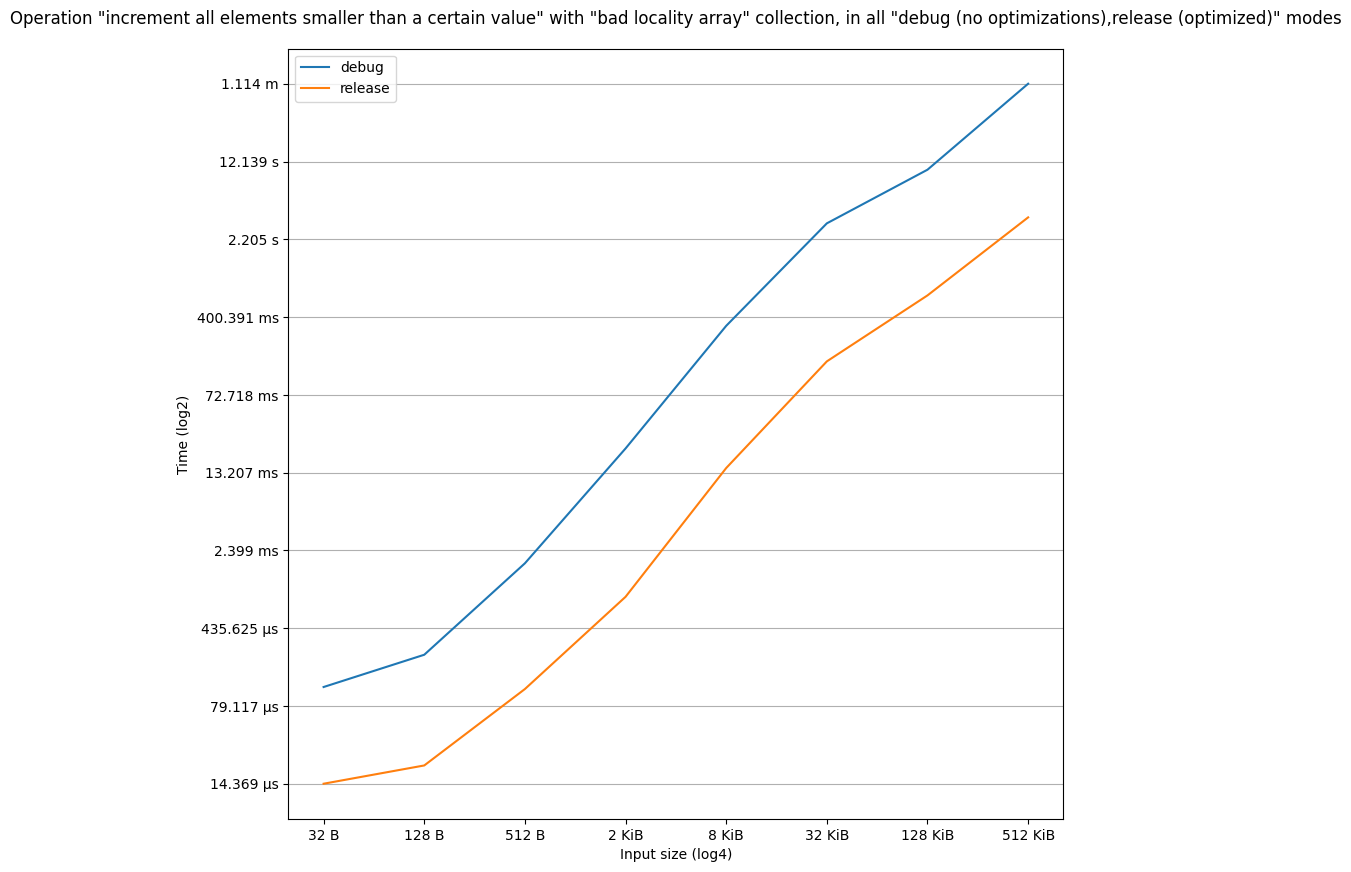 Operation "increment all elements smaller than a certain value" with "bad locality array" collection, in all "debug (no optimizations),release (optimized)" modes
debug
release
1.114 m
12.139 s
2.205 s
400.391 ms
72.718 ms
13.207 ms
2.399 ms
435.625 µs
79.117 µs
14.369 µs
Time (log2)
32 B 128 B 512 B 2 KiB 8 KiB 32 KiB 128 KiB 512 KiB
Input size (log4)